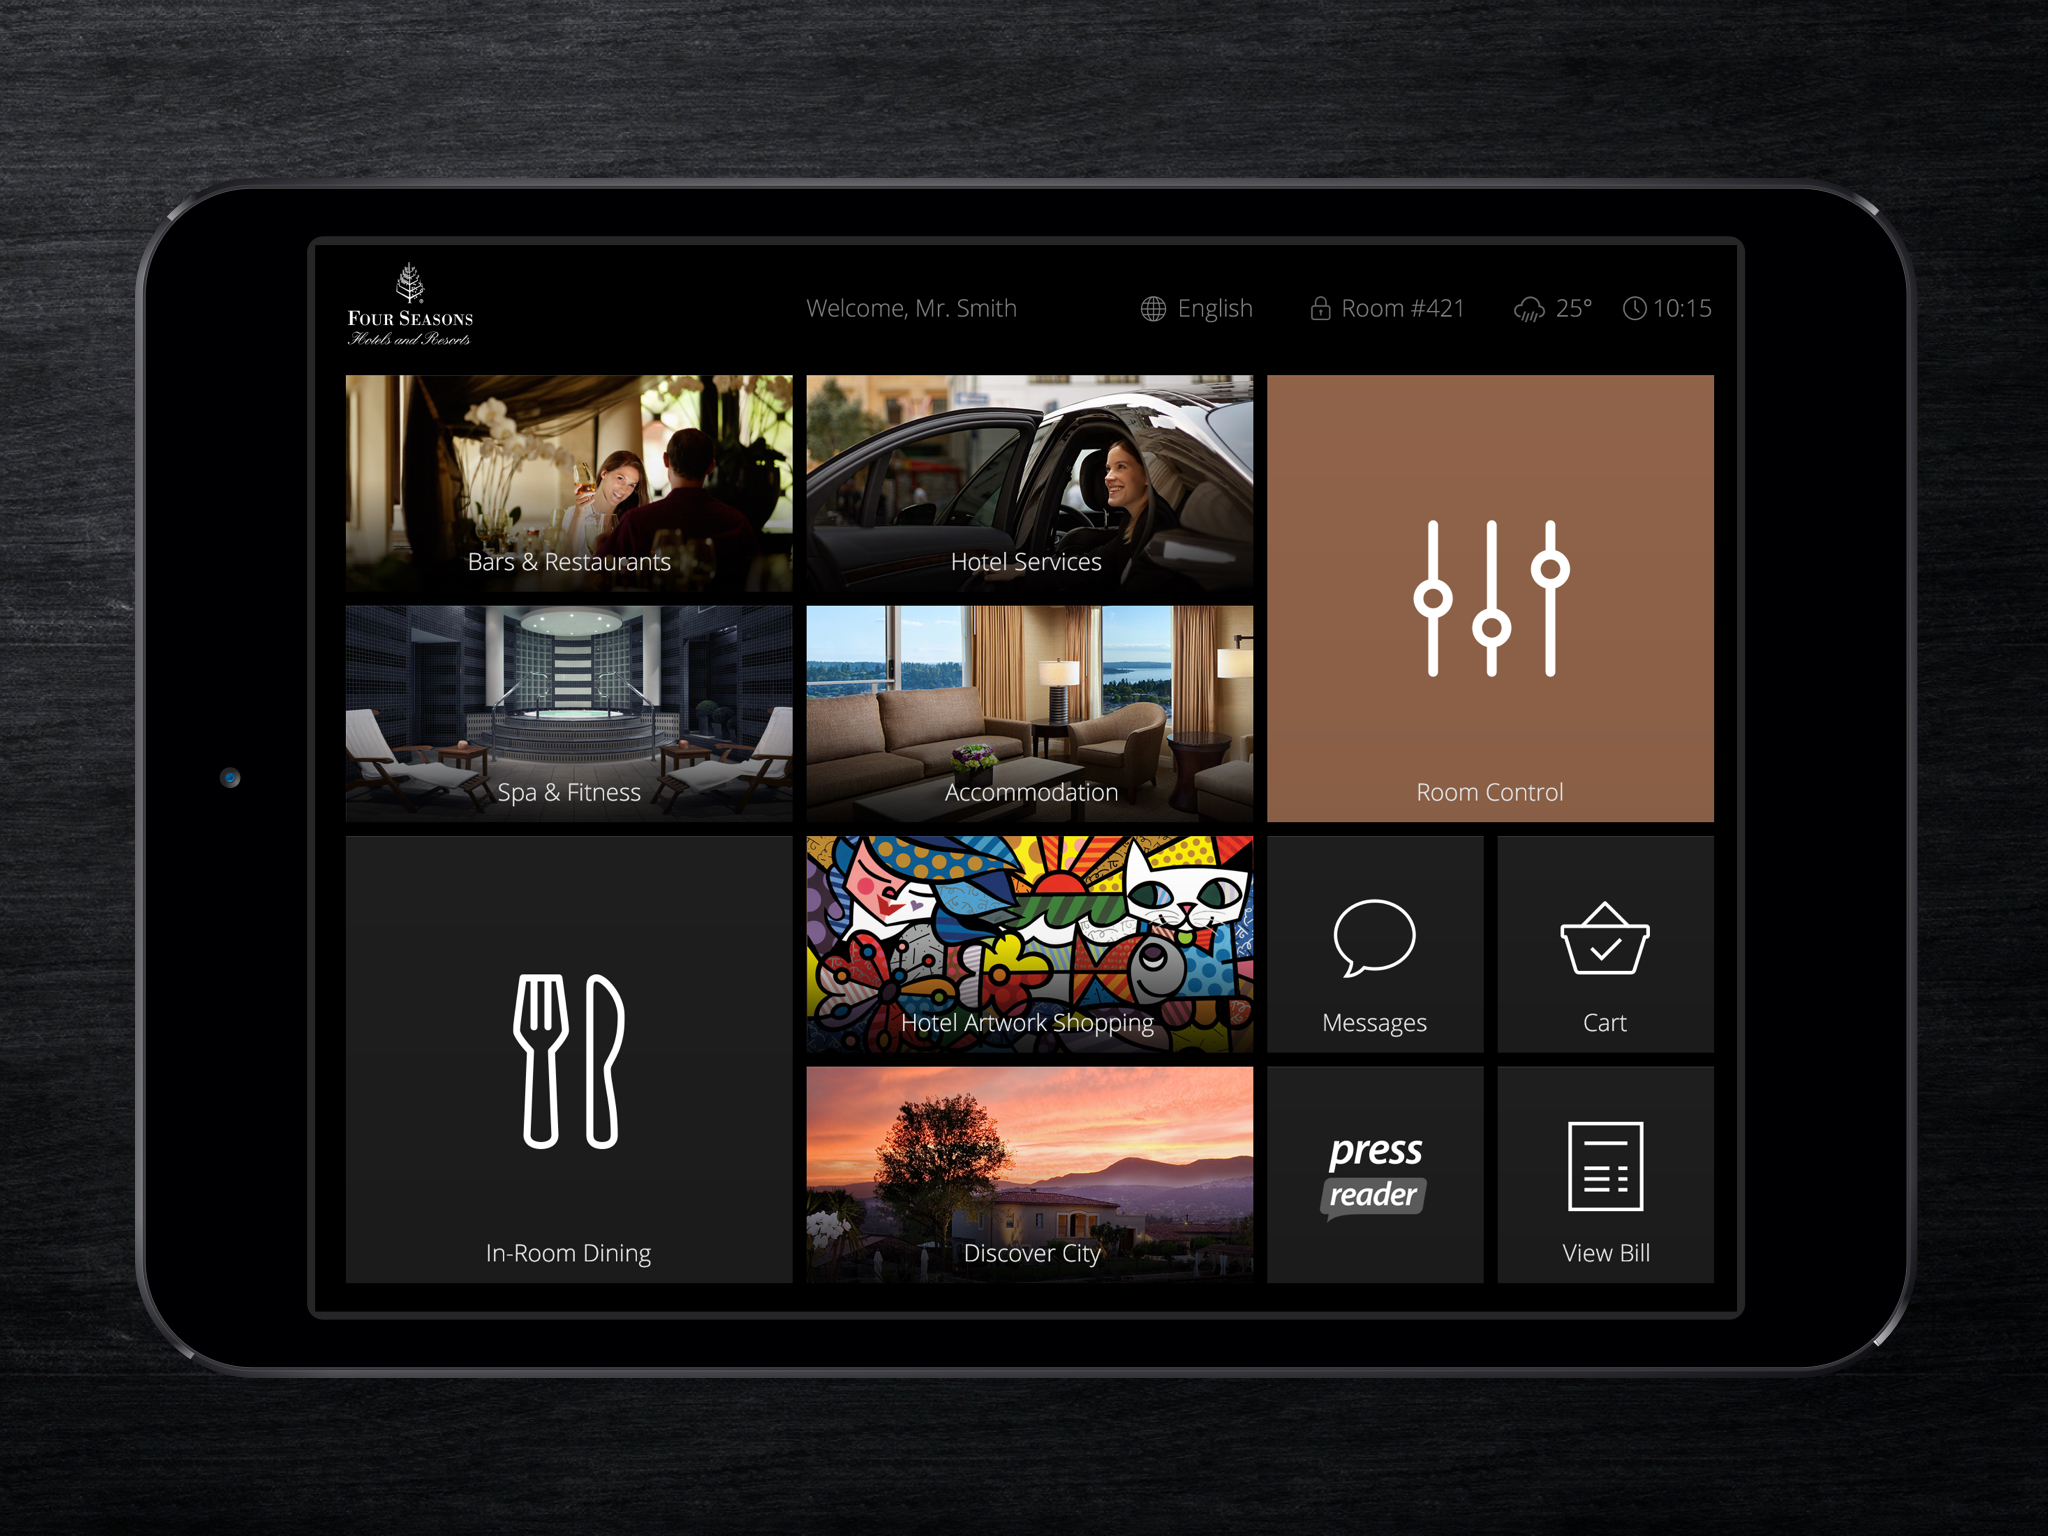 FOUR SEASONS
Hotels and Resorts
Welcome, Mr. Smith
English
Room #421
25°
10:15
Bars & Restaurants
Hotel Services
Spa & Fitness
Accommodation
Room Control
In-Room Dining
Hotel Artwork Shopping
Messages
Cart
Discover City
press
reader
View Bill